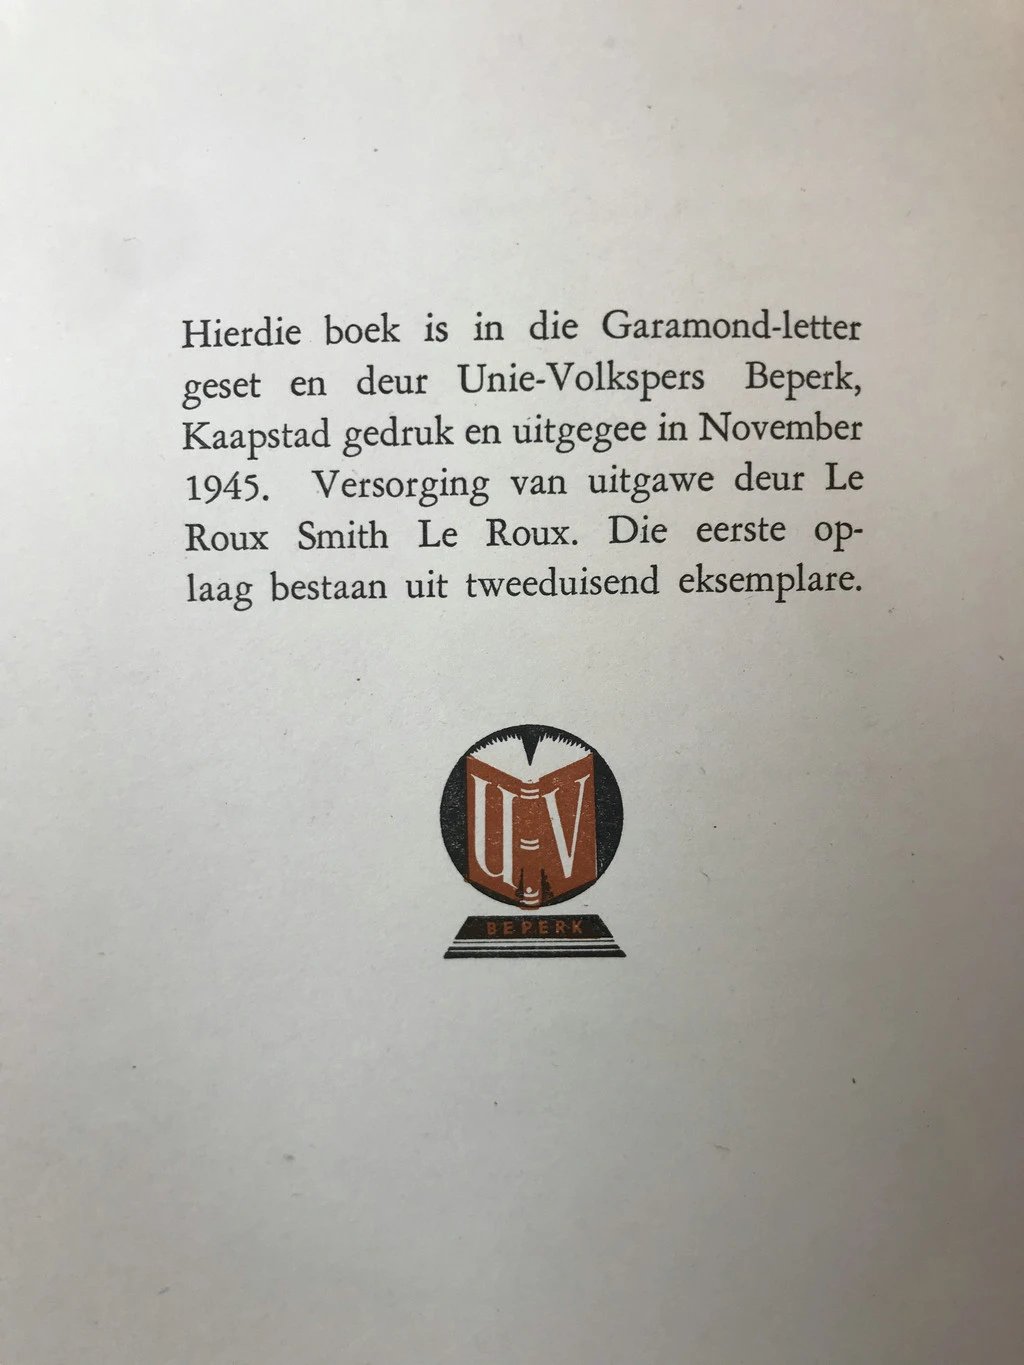 Hierdie boek is in die Garamond-letter
geset en deur Unie-Volkspers Beperk,
Kaapstad gedruk en uitgegee in November
1945. Versorging van uitgawe deur Le
Roux Smith Le Roux. Die eerste op-
laag bestaan uit tweeduisend eksemplare.
U-V
BEPERK